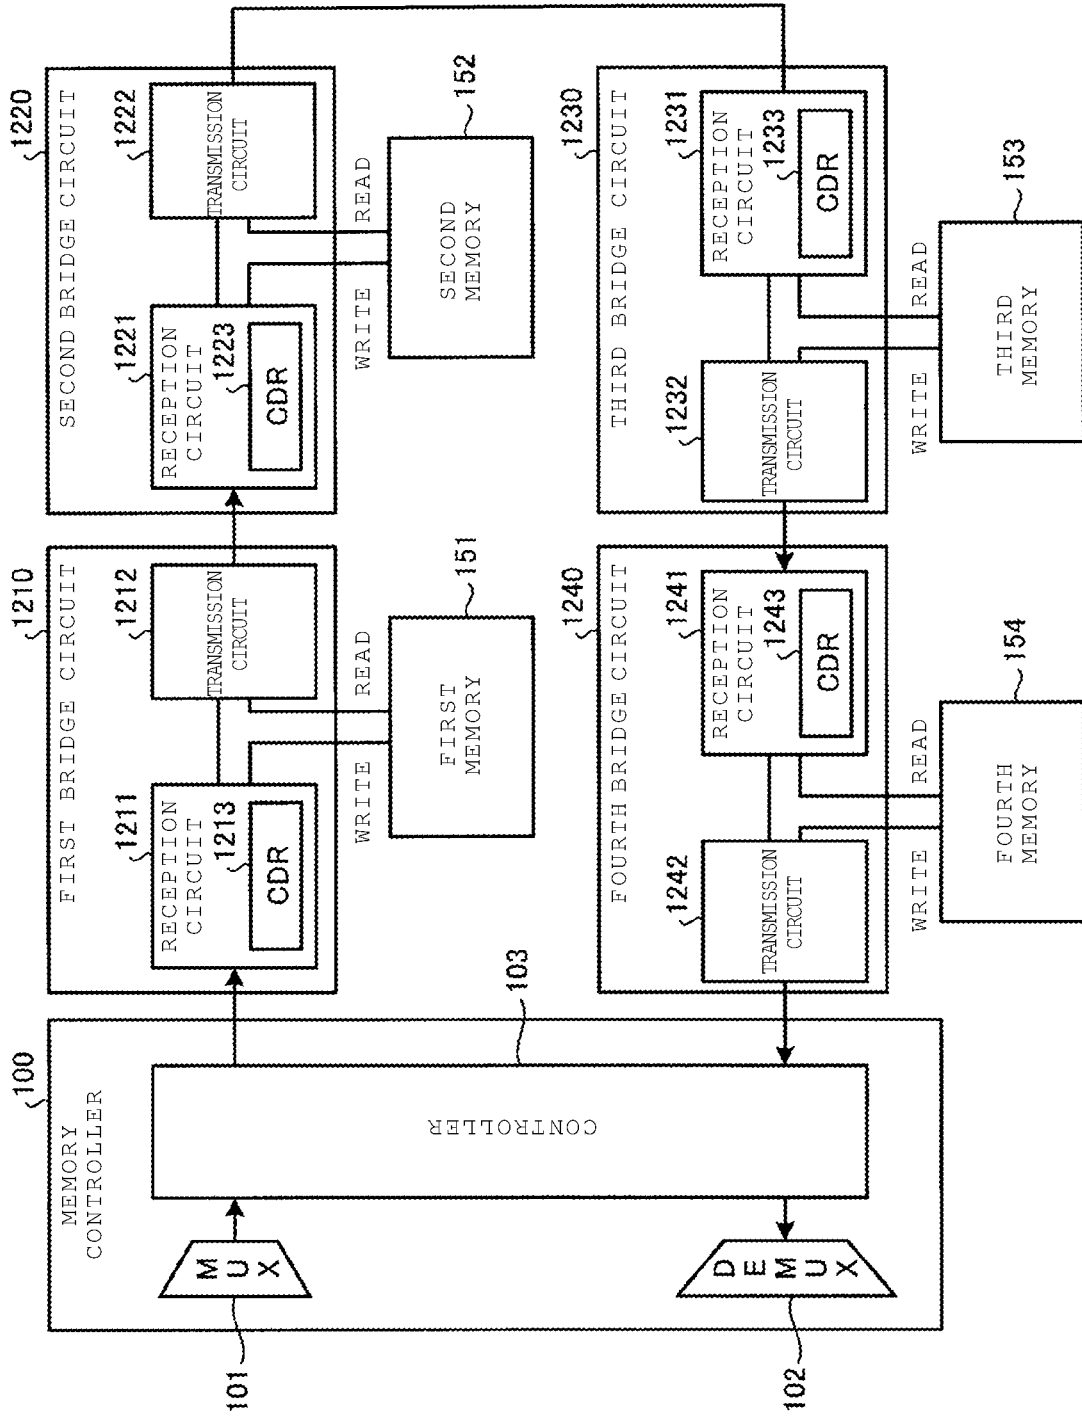 100
MEMORY
CONTROLLER
101
MUX
102
DEMUX
103
CONTROLLER
1210
FIRST BRIDGE CIRCUIT
1211
RECEPTION
CIRCUIT
1213
CDR
1212
TRANSMISSION
CIRCUIT
WRITE
READ
151
FIRST
MEMORY
1220
SECOND BRIDGE CIRCUIT
1221
RECEPTION
CIRCUIT
1223
CDR
1222
TRANSMISSION
CIRCUIT
WRITE
READ
152
SECOND
MEMORY
1240
FOURTH BRIDGE CIRCUIT
1242
TRANSMISSION
CIRCUIT
1241
RECEPTION
CIRCUIT
1243
CDR
WRITE
READ
154
FOURTH
MEMORY
1230
THIRD BRIDGE CIRCUIT
1232
TRANSMISSION
CIRCUIT
1231
RECEPTION
CIRCUIT
1233
CDR
WRITE
READ
153
THIRD
MEMORY